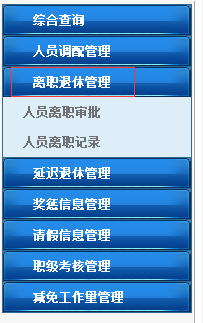 综合查询
人员调配管理
离职退休管理
人员离职审批
人员离职记录
延迟退休管理
奖惩信息管理
请假信息管理
职级考核管理
减免工作量管理